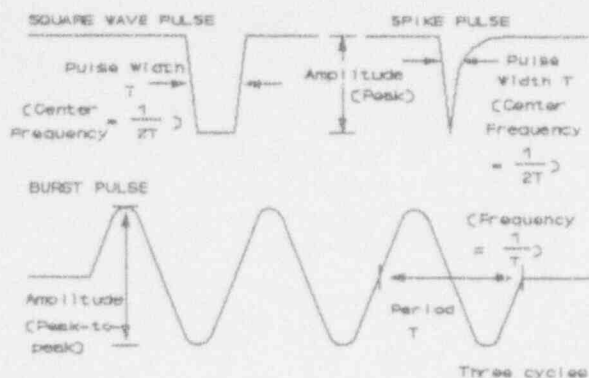 SQUARE WAVE PULSE
Pulse Width
T
(Center
Frequency = 1/2T )
Amplitude
(Peak)
SPIKE PULSE
Pulse
Width T
(Center
Frequency
= 1/2T )
BURST PULSE
Amplitude
(Peak-to-
peak)
(Frequency
= 1/T )
Period
T
Three cycles